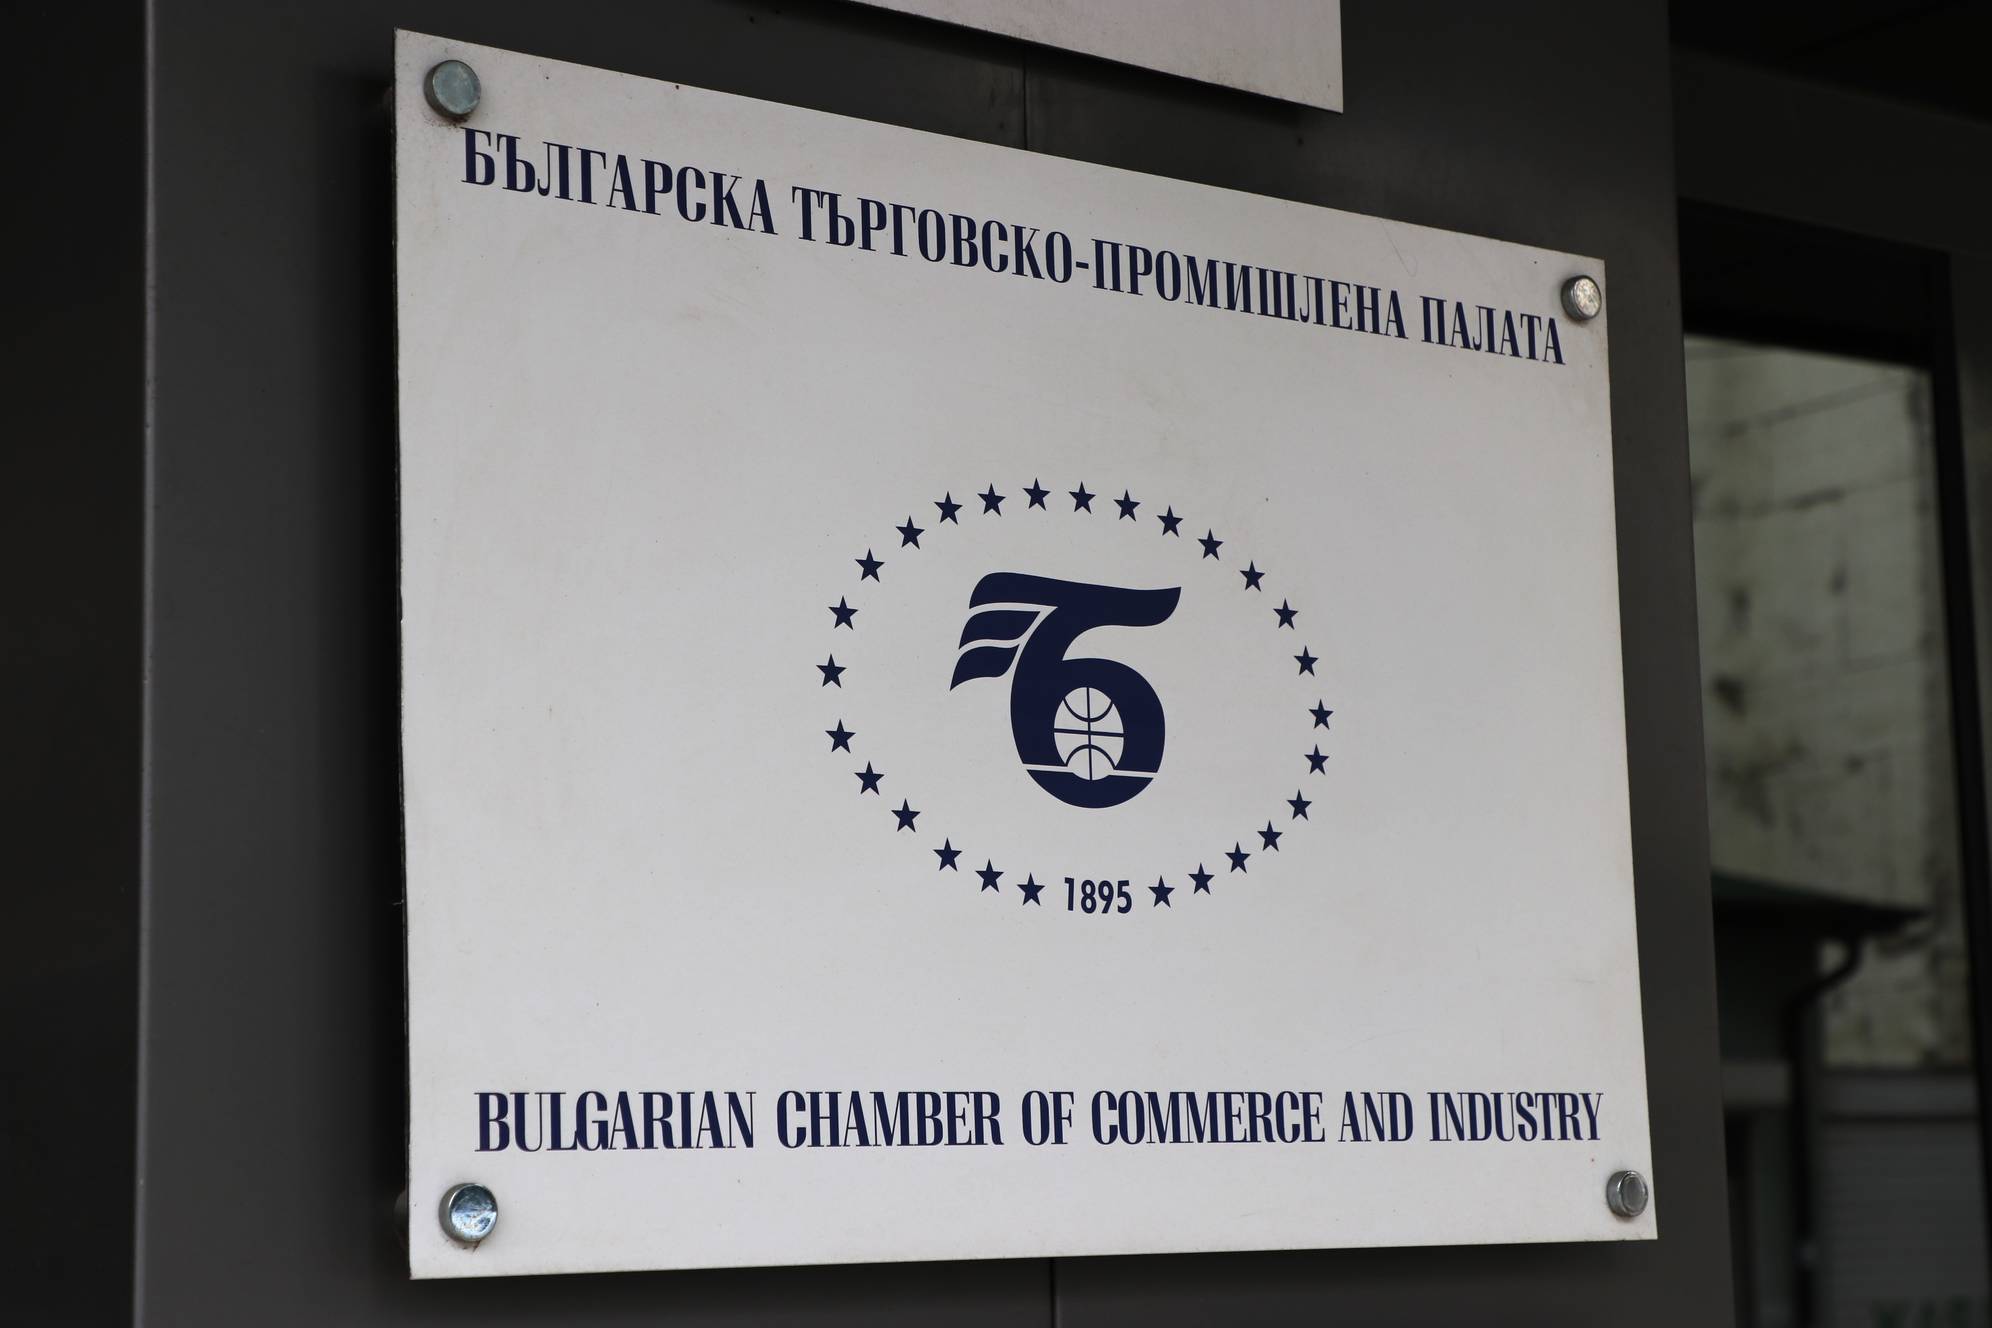 БЪЛГАРСКА ТЪРГОВСКО-ПРОМИШЛЕНА ПАЛАТА
1895
BULGARIAN CHAMBER OF COMMERCE AND INDUSTRY